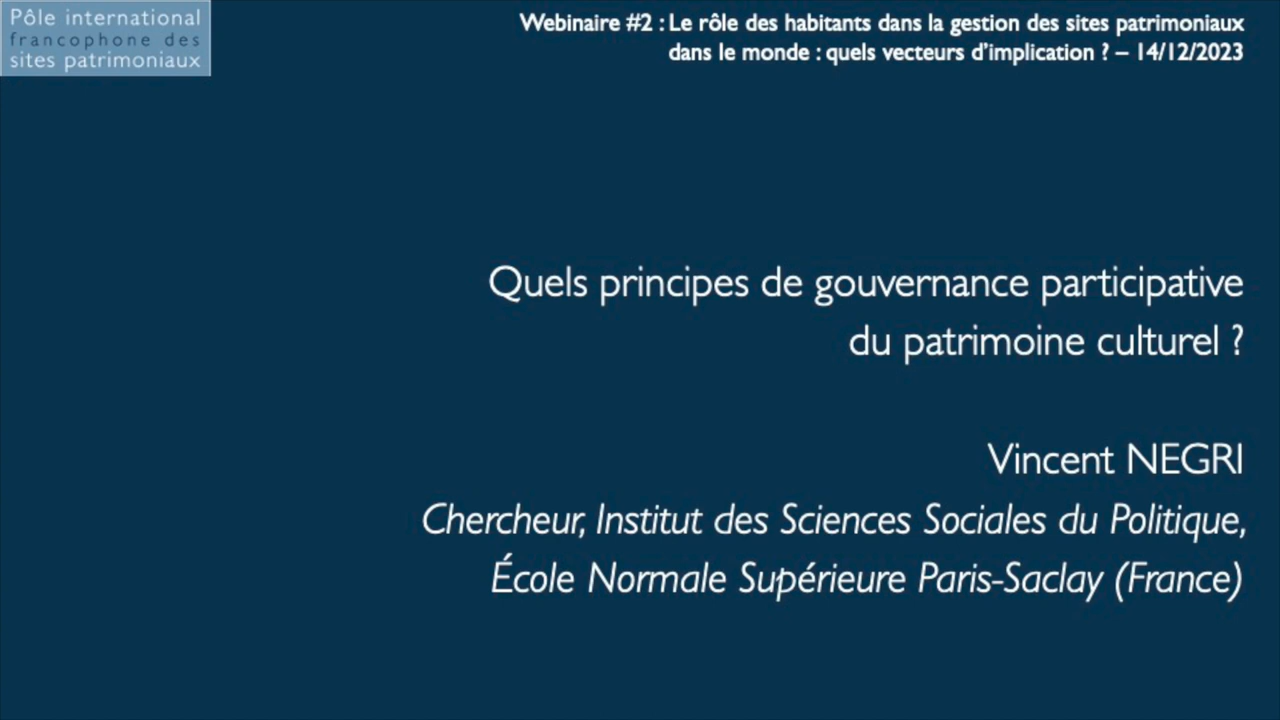 Pôle international
francophone des
sites patrimoniaux
Webinaire #2 : Le rôle des habitants dans la gestion des sites patrimoniaux
dans le monde : quels vecteurs d'implication ? – 14/12/2023
Quels principes de gouvernance participative
du patrimoine culturel ?
Vincent NEGRI
Chercheur, Institut des Sciences Sociales du Politique,
École Normale Supérieure Paris-Saclay (France)